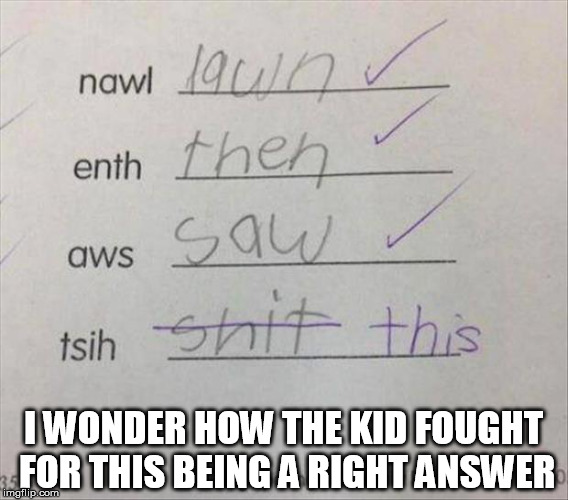 nawl lawn
enth then
aws saw
tsih shit this
I WONDER HOW THE KID FOUGHT
FOR THIS BEING A RIGHT ANSWER
imgflip.com